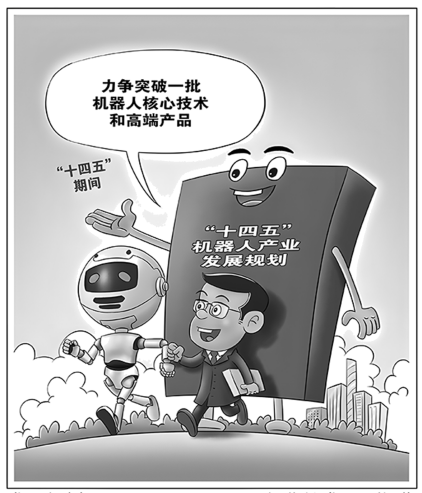 力争突破一批
机器人核心技术
和高端产品
“十四五”
期间
“十四五”
机器人产业
发展规划